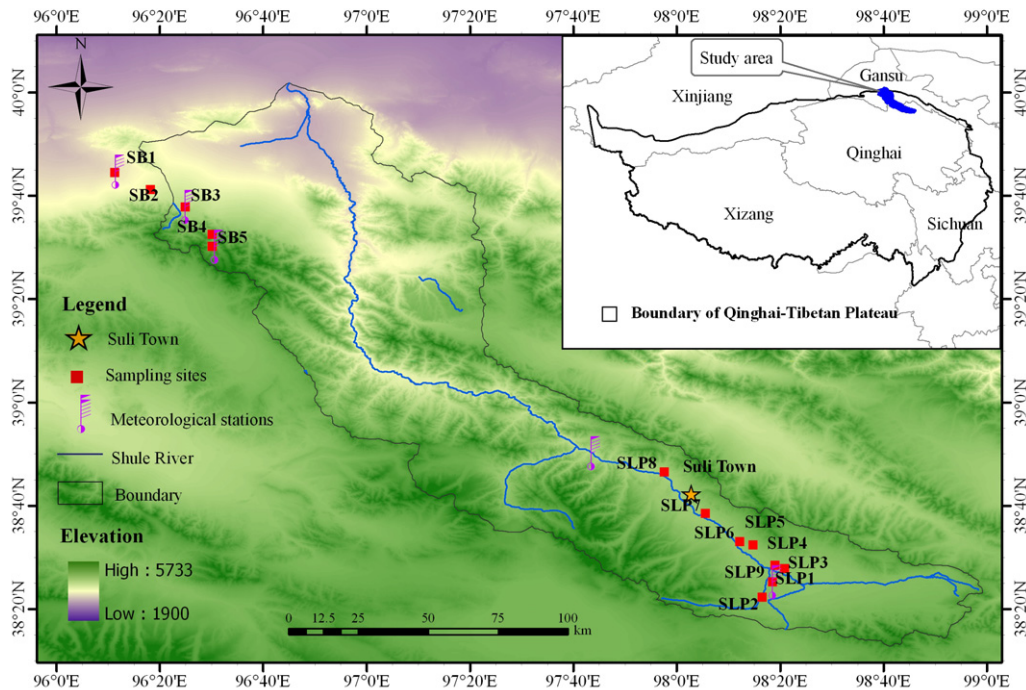 96°0'E 96°20'E 96°40'E 97°0'E 97°20'E 97°40'E 98°0'E 98°20'E 98°40'E 99°0'E
N
40°0'N
39°40'N
39°20'N
39°0'N
38°40'N
38°20'N
SB1
SB2
SB3
SB4
SB5
Study area
Gansu
Xinjiang
Qinghai
Xizang
Sichuan
Boundary of Qinghai-Tibetan Plateau
40°0'N
39°40'N
39°20'N
39°0'N
38°40'N
38°20'N
Legend
Suli Town
Sampling sites
Meteorological stations
Shule River
Boundary
Elevation
High : 5733
Low : 1900
SLP8
Suli Town
SLP7
SLP6
SLP5
SLP4
SLP3
SLP9
SLP1
SLP2
0 12.5 25 50 75 100
km
96°0'E 96°20'E 96°40'E 97°0'E 97°20'E 97°40'E 98°0'E 98°20'E 98°40'E 99°0'E